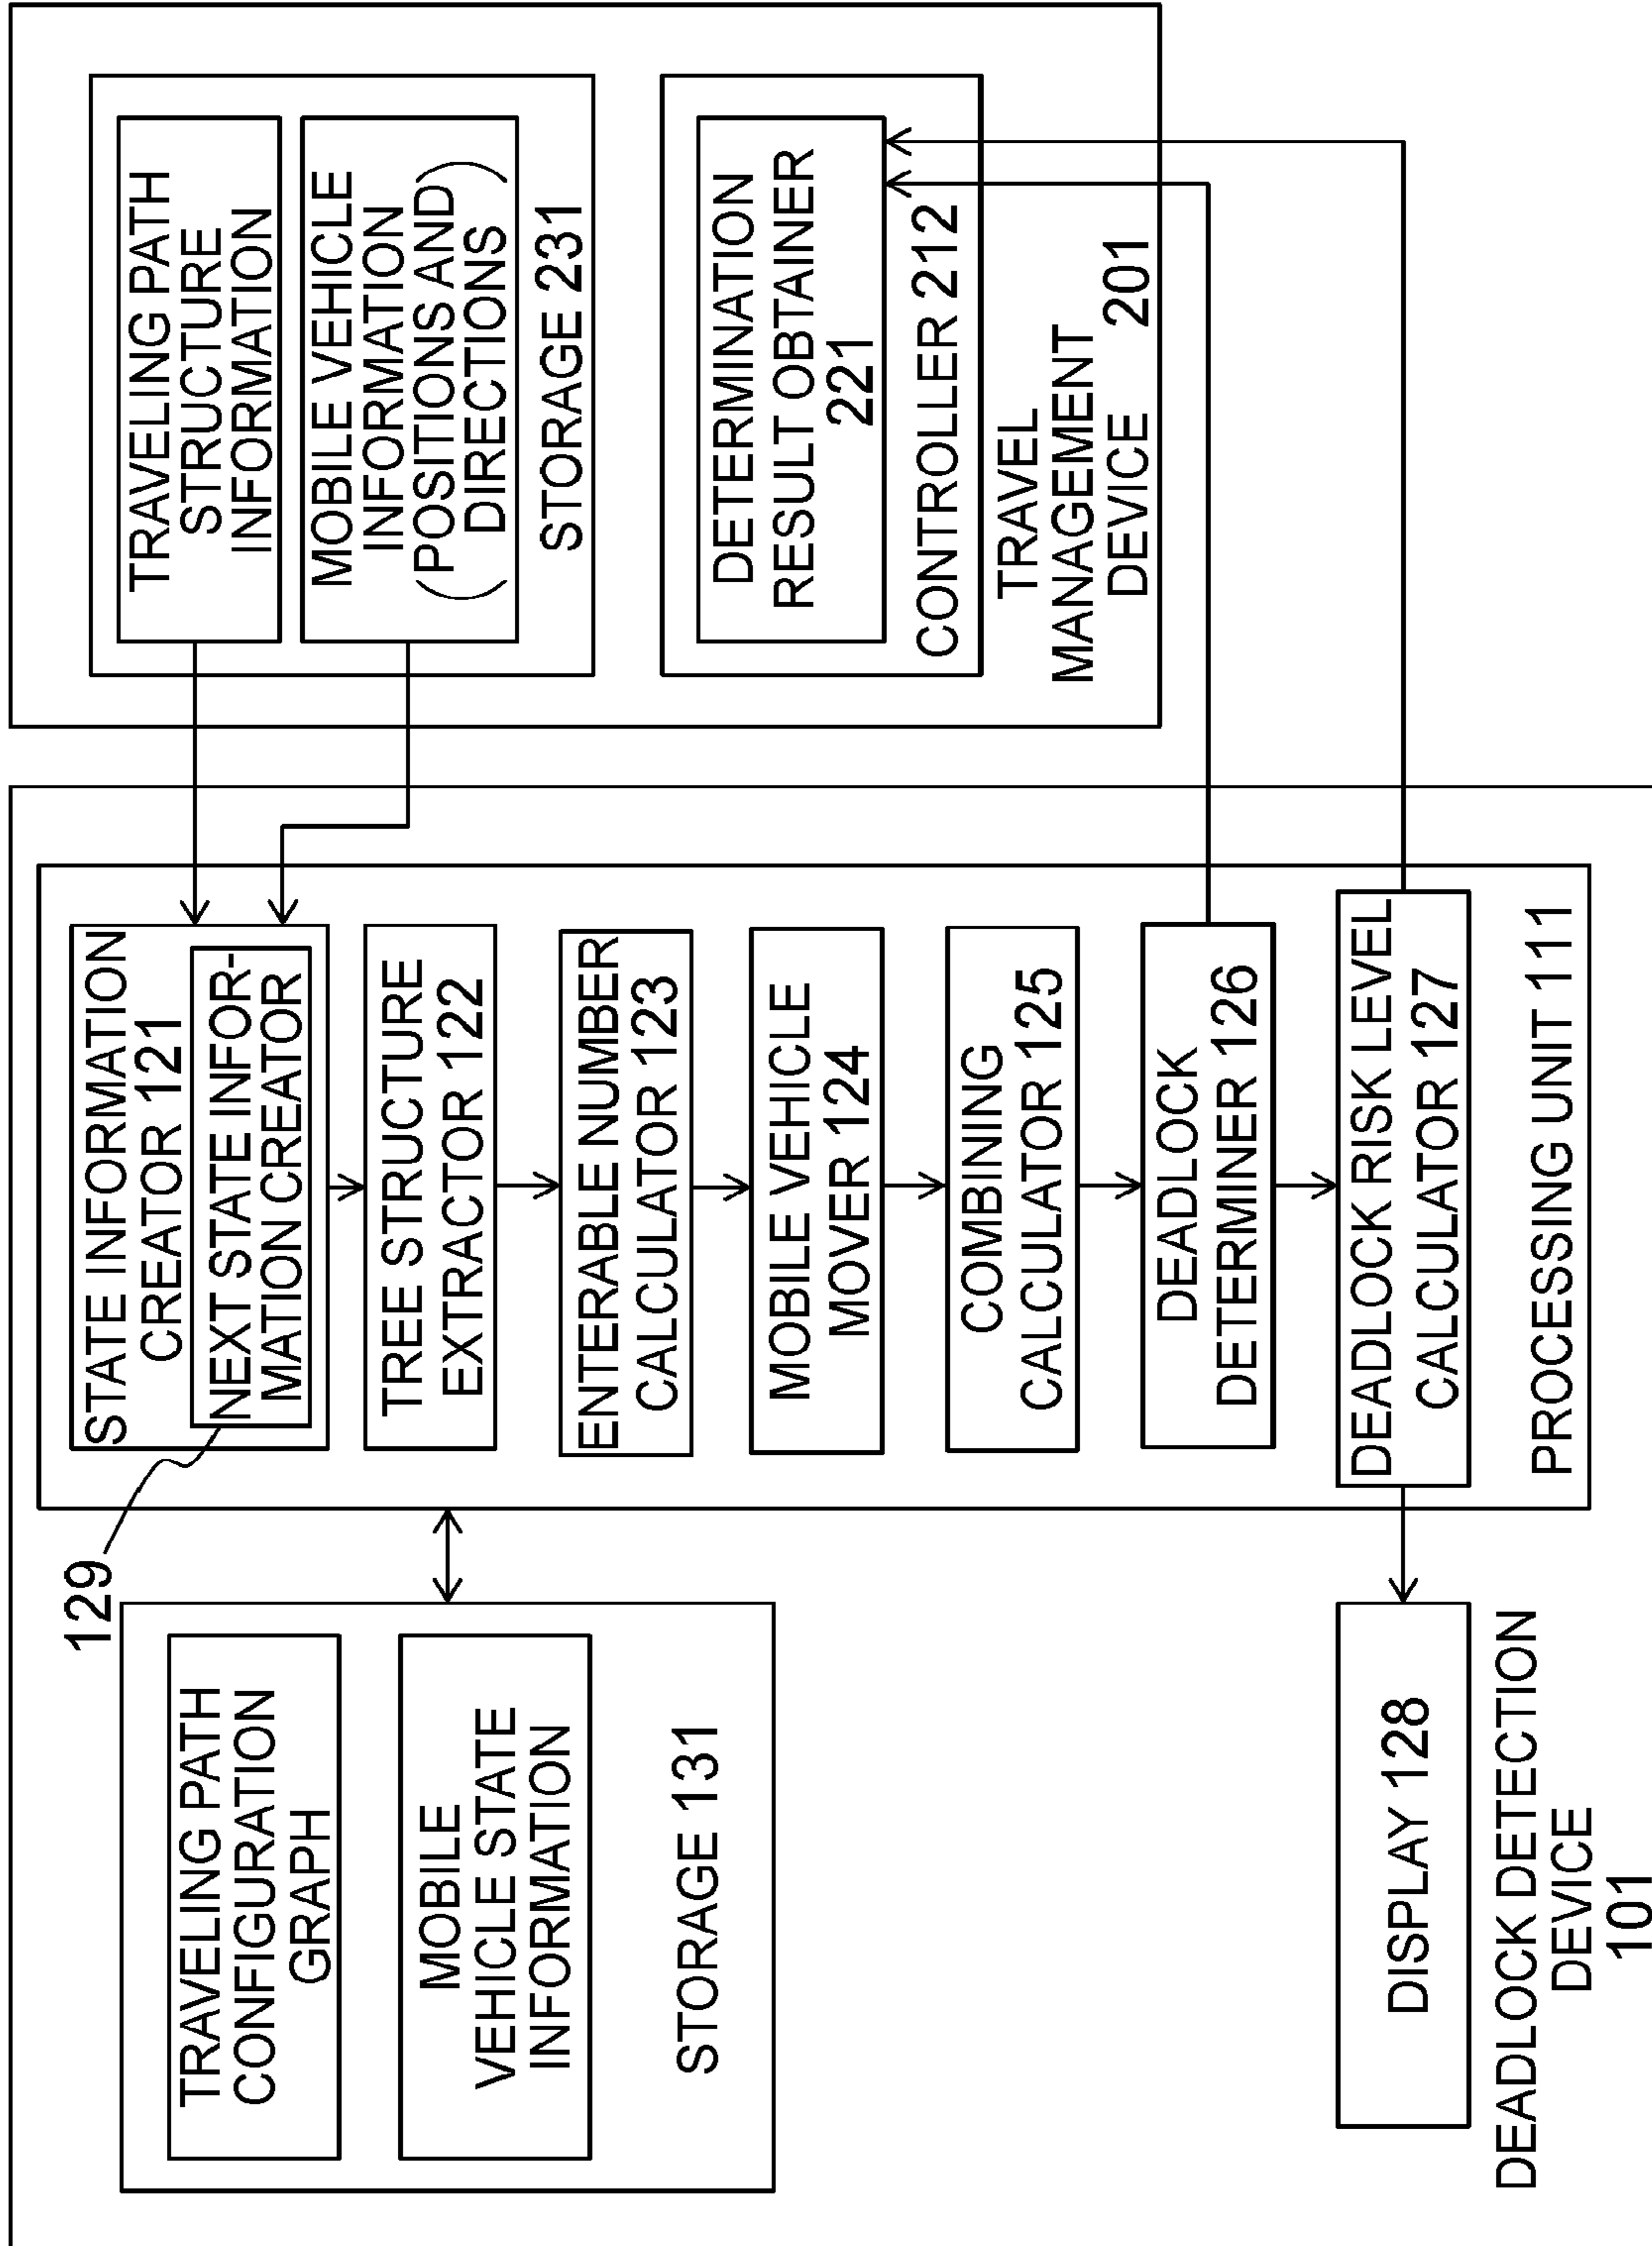 129
TRAVELING PATH
CONFIGURATION
GRAPH
MOBILE
VEHICLE STATE
INFORMATION
STORAGE 131
DISPLAY 128
DEADLOCK DETECTION
DEVICE
101
STATE INFORMATION
CREATOR 121
NEXT STATE INFOR-
MATION CREATOR
TREE STRUCTURE
EXTRACTOR 122
ENTERABLE NUMBER
CALCULATOR 123
MOBILE VEHICLE
MOVER 124
COMBINING
CALCULATOR 125
DEADLOCK
DETERMINER 126
DEADLOCK RISK LEVEL
CALCULATOR 127
PROCESSING UNIT 111
TRAVELING PATH
STRUCTURE
INFORMATION
MOBILE VEHICLE
INFORMATION
(POSITIONS AND
DIRECTIONS)
STORAGE 231
DETERMINATION
RESULT OBTAINER
221
CONTROLLER 212
TRAVEL
MANAGEMENT
DEVICE 201